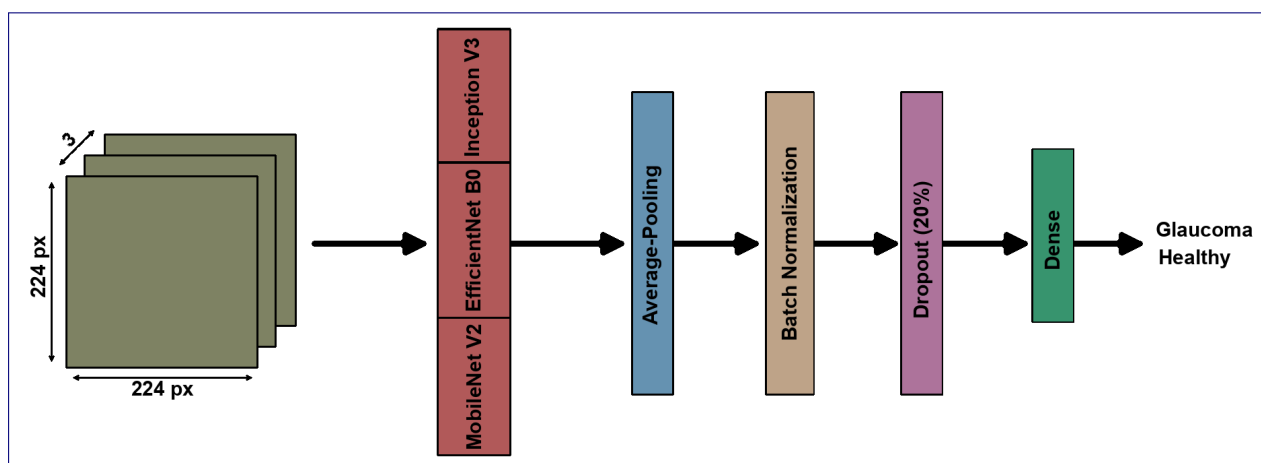 3
224 px
224 px
Inception V3
EfficientNet B0
MobileNet V2
Average-Pooling
Batch Normalization
Dropout (20%)
Dense
Glaucoma
Healthy